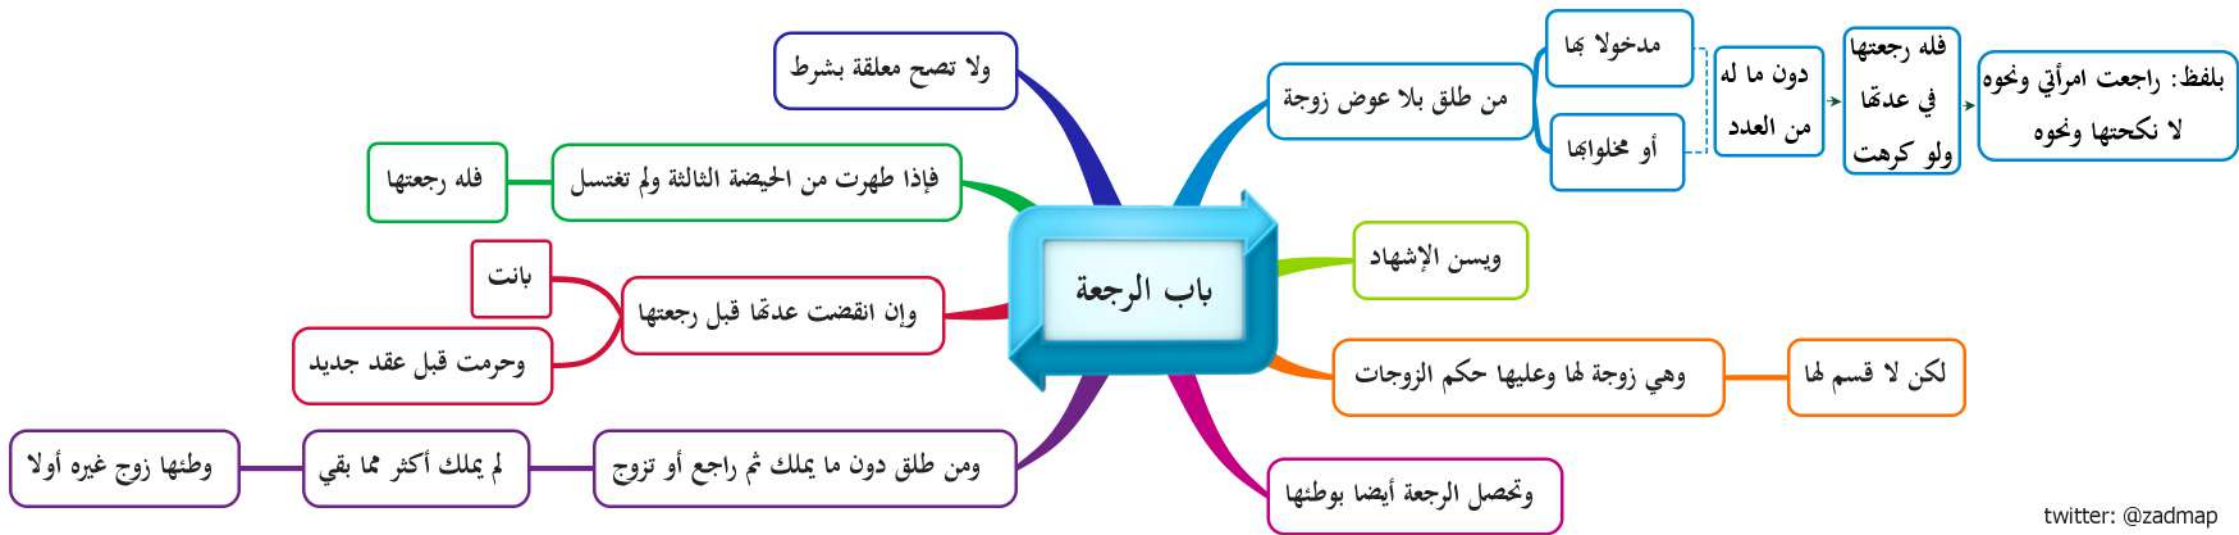 باب الرجعة
من طلق بلا عوض زوجة
مدخولا بها
أو مخلوابها
دون ما له
من العدد
فله رجعتها
في عدتها
ولو كرهت
بلفظ: راجعت امرأتي ونحوه
لا نكحتها ونحوه
ويسن الإشهاد
وهي زوجة لها وعليها حكم الزوجات
لكن لا قسم لها
وتحصل الرجعة أيضا بوطئها
ولا تصح معلقة بشرط
فإذا طهرت من الحيضة الثالثة ولم تغتسل
فله رجعتها
وإن انقضت عدتها قبل رجعتها
بانت
وحرمت قبل عقد جديد
ومن طلق دون ما يملك ثم راجع أو تزوج
لم يملك أكثر مما بقي
وطئها زوج غيره أولا
twitter: @zadmap